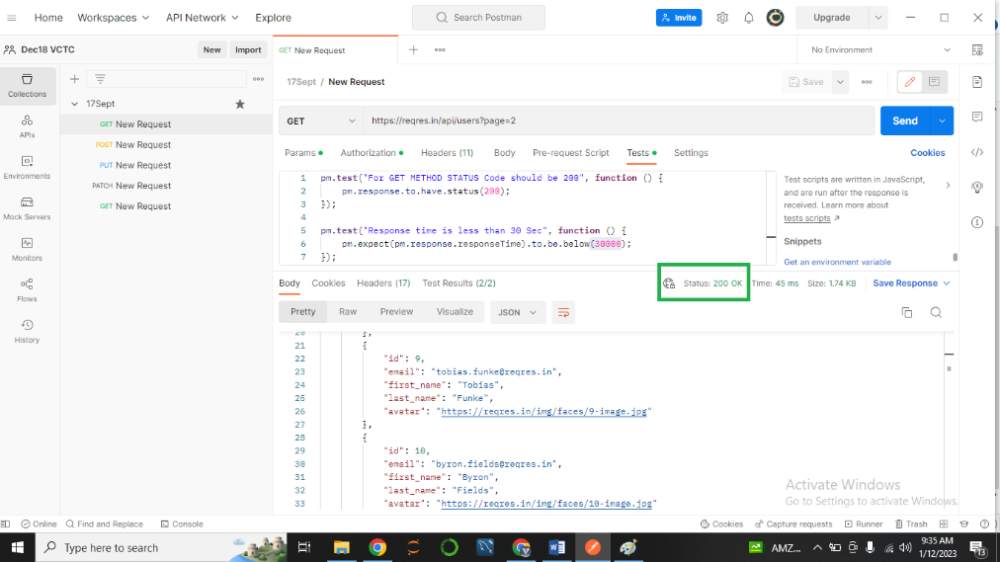 Home Workspaces API Network Explore Search Postman Invite Upgrade
Dec18 VCTC New Import GET New Request No Environment
Collections
APIs
Environments
Mock Servers
Monitors
Flows
History
17Sept
GET New Request
POST New Request
PUT New Request
PATCH New Request
GET New Request
17Sept / New Request Save
GET https://reqres.in/api/users?page=2 Send
Params Authorization Headers (11) Body Pre-request Script Tests Settings Cookies
1 pm.test("For GET METHOD STATUS Code should be 200", function () {
2 pm.response.to.have.status(200);
3 });
4
5 pm.test("Response time is less than 30 Sec", function () {
6 pm.expect(pm.response.responseTime).to.be.below(30000);
7 });
Test scripts are written in JavaScript,
and are run after the response is
received. Learn more about
tests scripts
Snippets
Get an environment variable
Body Cookies Headers (17) Test Results (2/2) Status: 200 OK Time: 45 ms Size: 1.74 KB Save Response
Pretty Raw Preview Visualize JSON
20 },
21 {
22 "id": 9,
23 "email": "tobias.funke@reqres.in",
24 "first_name": "Tobias",
25 "last_name": "Funke",
26 "avatar": "https://reqres.in/img/faces/9-image.jpg"
27 },
28 {
29 "id": 10,
30 "email": "byron.fields@reqres.in",
31 "first_name": "Byron",
32 "last_name": "Fields",
33 "avatar": "https://reqres.in/img/faces/10-image.jpg"
Activate Windows
Go to Settings to activate Windows.
Online Find and Replace Console Cookies Capture requests Runner Trash
Type here to search AMZ... 9:35 AM
1/12/2023
13